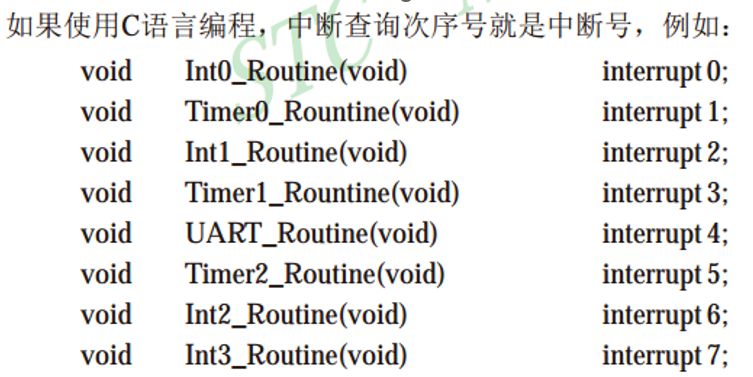 如果使用C语言编程，中断查询次序号就是中断号，例如：
void Int0_Routine(void) interrupt 0;
void Timer0_Rountine(void) interrupt 1;
void Int1_Routine(void) interrupt 2;
void Timer1_Rountine(void) interrupt 3;
void UART_Routine(void) interrupt 4;
void Timer2_Routine(void) interrupt 5;
void Int2_Routine(void) interrupt 6;
void Int3_Routine(void) interrupt 7;
STC